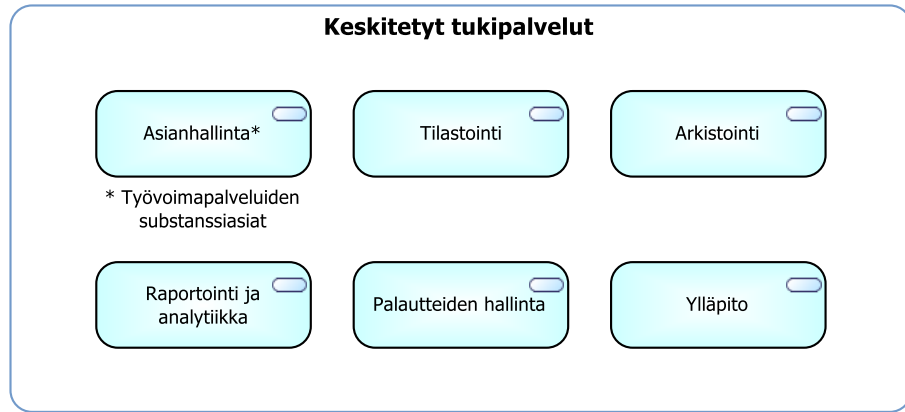 Keskitetyt tukipalvelut
Asianhallinta*
Tilastointi
Arkistointi
* Työvoimapalveluiden
substanssiasiat
Raportointi ja
analytiikka
Palautteiden hallinta
Ylläpito